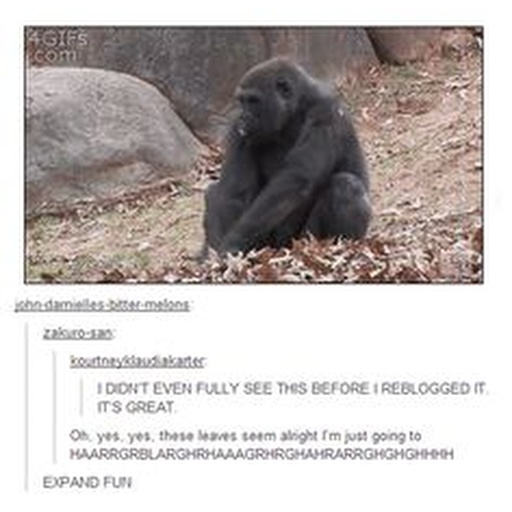 4GIFs
.com
john-darnielles-bitter-melons:
zakuro-san:
kourtneyklaudiakarter:
I DIDN'T EVEN FULLY SEE THIS BEFORE I REBLOGGED IT.
IT'S GREAT.
Oh, yes, yes, these leaves seem alright I'm just going to
HAARRGRBLARGHRHAAAGRHRGHAHRARRGHGHGHHHH
EXPAND FUN